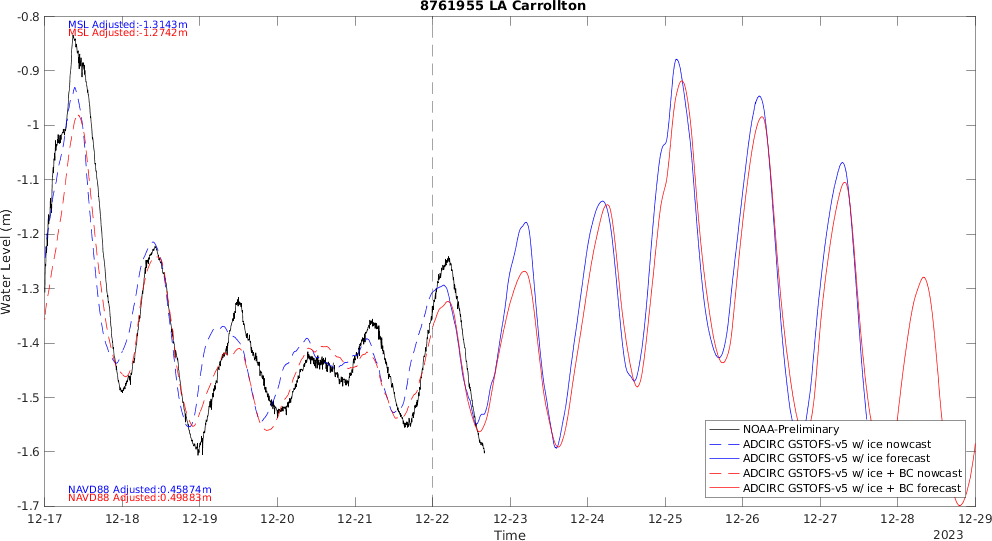 8761955 LA Carrollton
MSL Adjusted:-1.3143m
MSL Adjusted:-1.2742m
Water Level (m)
-0.8
-0.9
-1
-1.1
-1.2
-1.3
-1.4
-1.5
-1.6
-1.7
NOAA-Preliminary
ADCIRC GSTOFS-v5 w/ ice nowcast
ADCIRC GSTOFS-v5 w/ ice forecast
ADCIRC GSTOFS-v5 w/ ice + BC nowcast
ADCIRC GSTOFS-v5 w/ ice + BC forecast
NAVD88 Adjusted:0.45874m
NAVD88 Adjusted:0.49883m
12-17 12-18 12-19 12-20 12-21 12-22 12-23 12-24 12-25 12-26 12-27 12-28 12-29
Time
2023